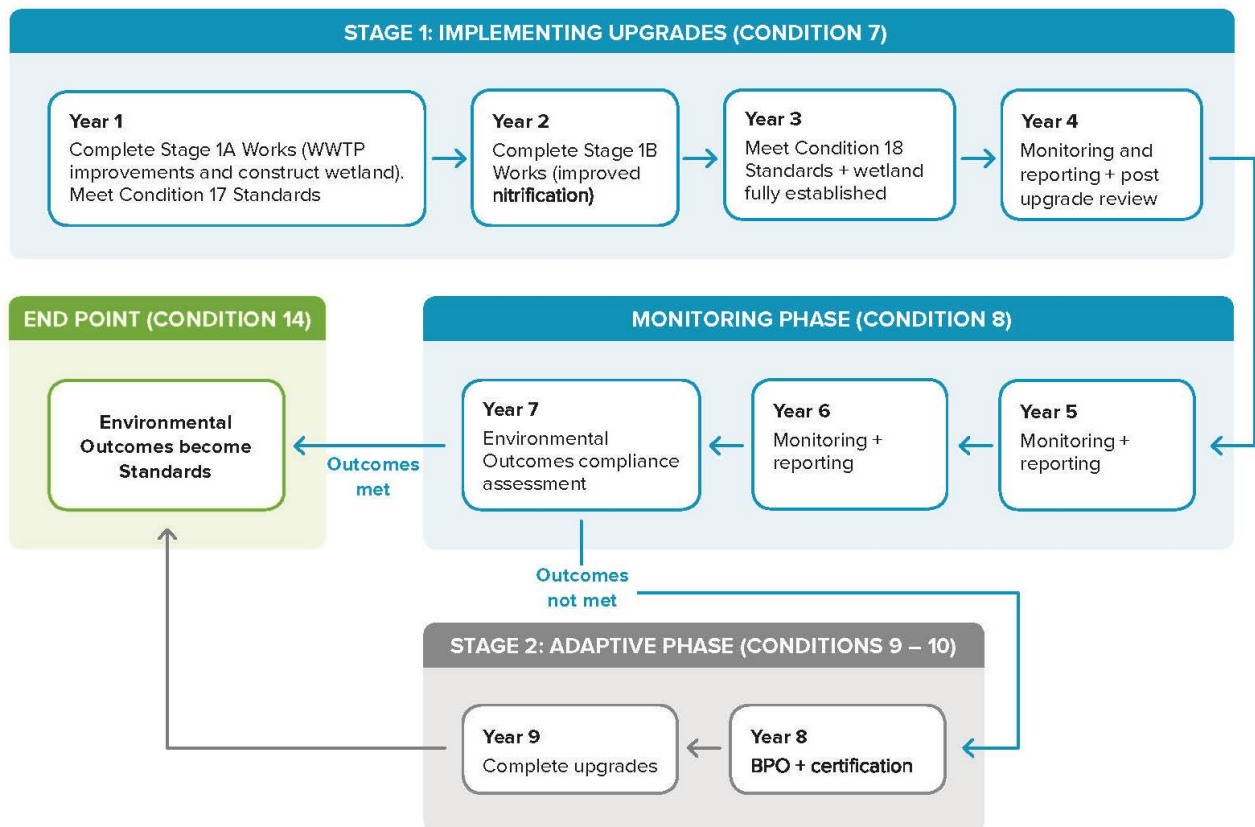 STAGE 1: IMPLEMENTING UPGRADES (CONDITION 7)
Year 1
Complete Stage 1A Works (WWTP
improvements and construct wetland).
Meet Condition 17 Standards
Year 2
Complete Stage 1B
Works (improved
nitrification)
Year 3
Meet Condition 18
Standards + wetland
fully established
Year 4
Monitoring and
reporting + post
upgrade review
END POINT (CONDITION 14)
Environmental
Outcomes become
Standards
MONITORING PHASE (CONDITION 8)
Year 7
Environmental
Outcomes compliance
assessment
Year 6
Monitoring +
reporting
Year 5
Monitoring +
reporting
Outcomes
met
Outcomes
not met
STAGE 2: ADAPTIVE PHASE (CONDITIONS 9 – 10)
Year 9
Complete upgrades
Year 8
BPO + certification